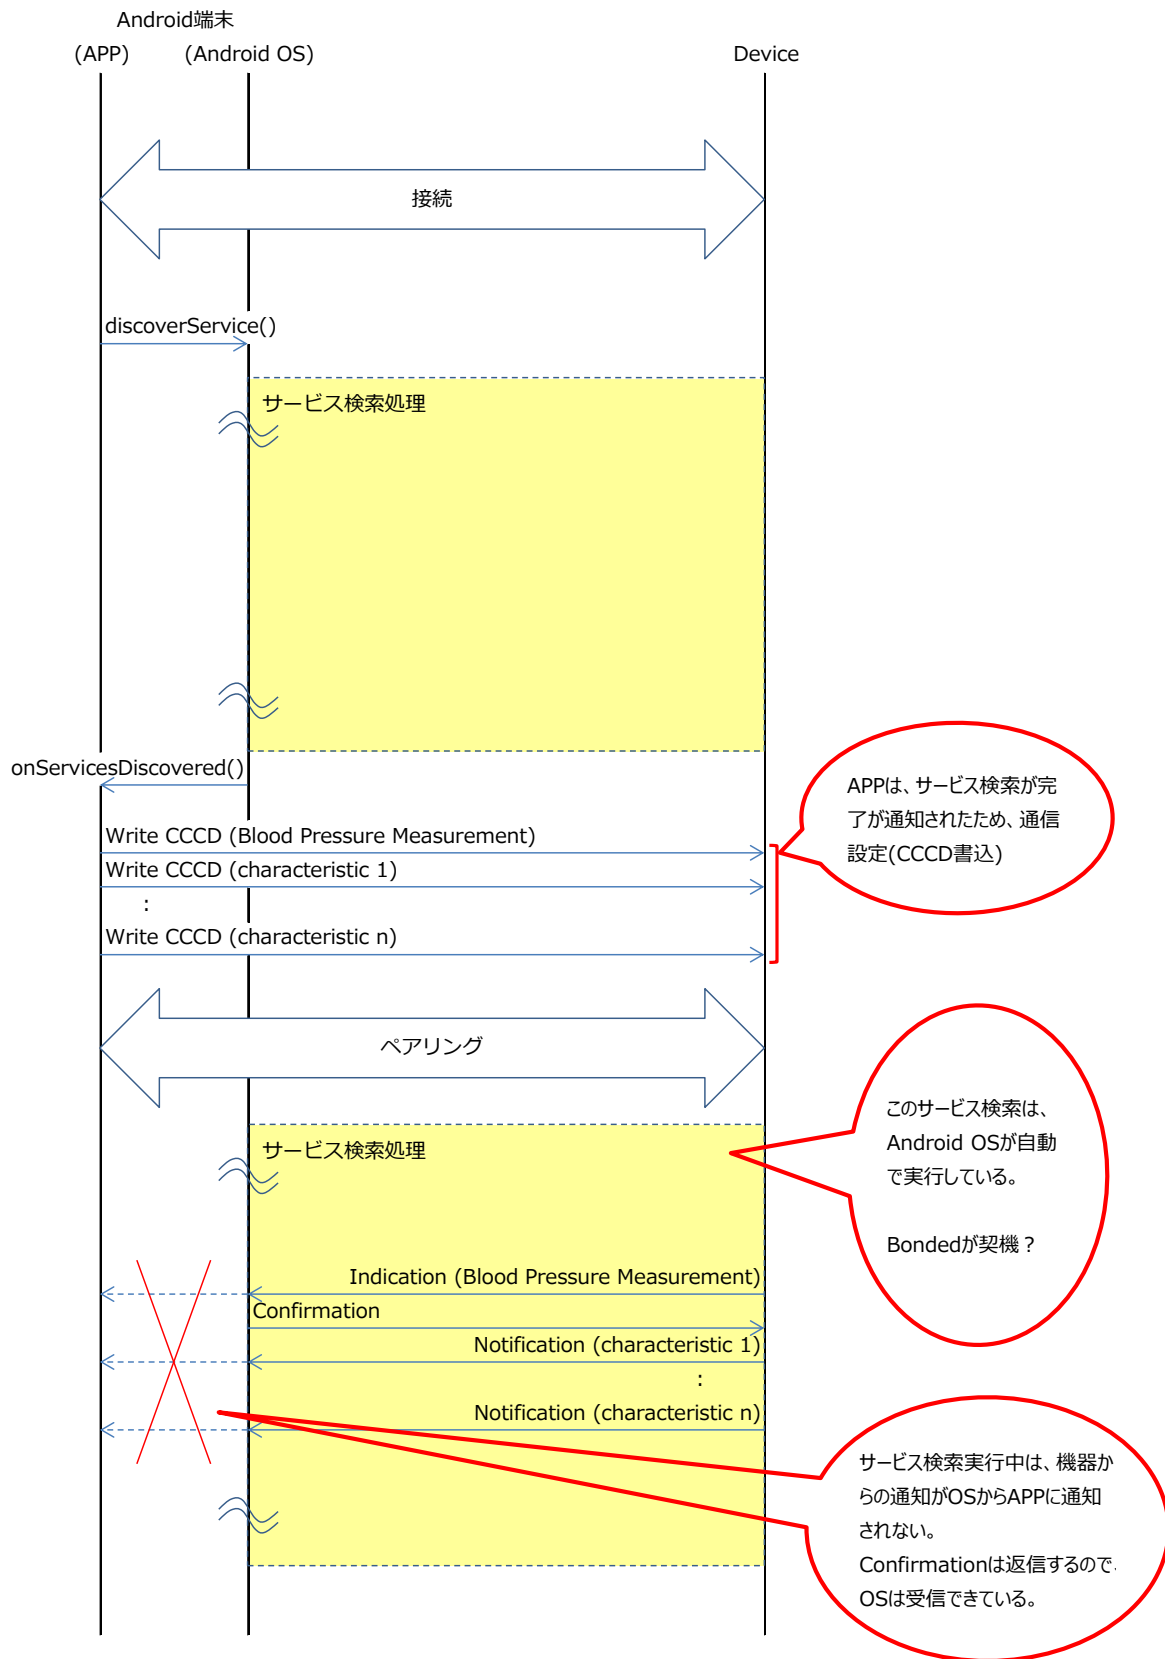 Android端末
(APP) (Android OS) Device
接続
discoverService()
サービス検索処理
onServicesDiscovered()
APPは、サービス検索が完
了が通知されたため、通信
設定(CCCD書込)
Write CCCD (Blood Pressure Measurement)
Write CCCD (characteristic 1)
:
Write CCCD (characteristic n)
ペアリング
このサービス検索は、
Android OSが自動
で実行している。
Bondedが契機？
サービス検索処理
Indication (Blood Pressure Measurement)
Confirmation
Notification (characteristic 1)
:
Notification (characteristic n)
サービス検索実行中は、機器か
らの通知がOSからAPPに通知
されない。
Confirmationは返信するので、
OSは受信できている。